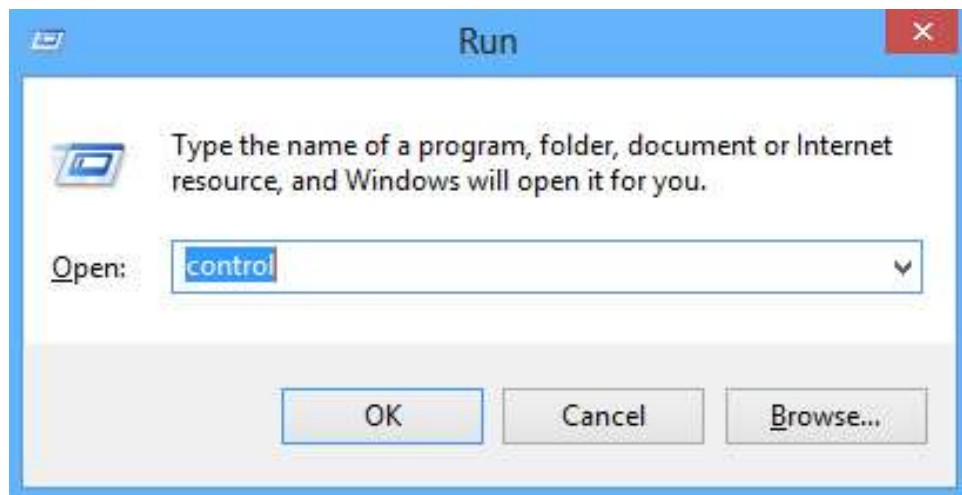 Run
Type the name of a program, folder, document or Internet
resource, and Windows will open it for you.
Open: control
OK Cancel Browse...